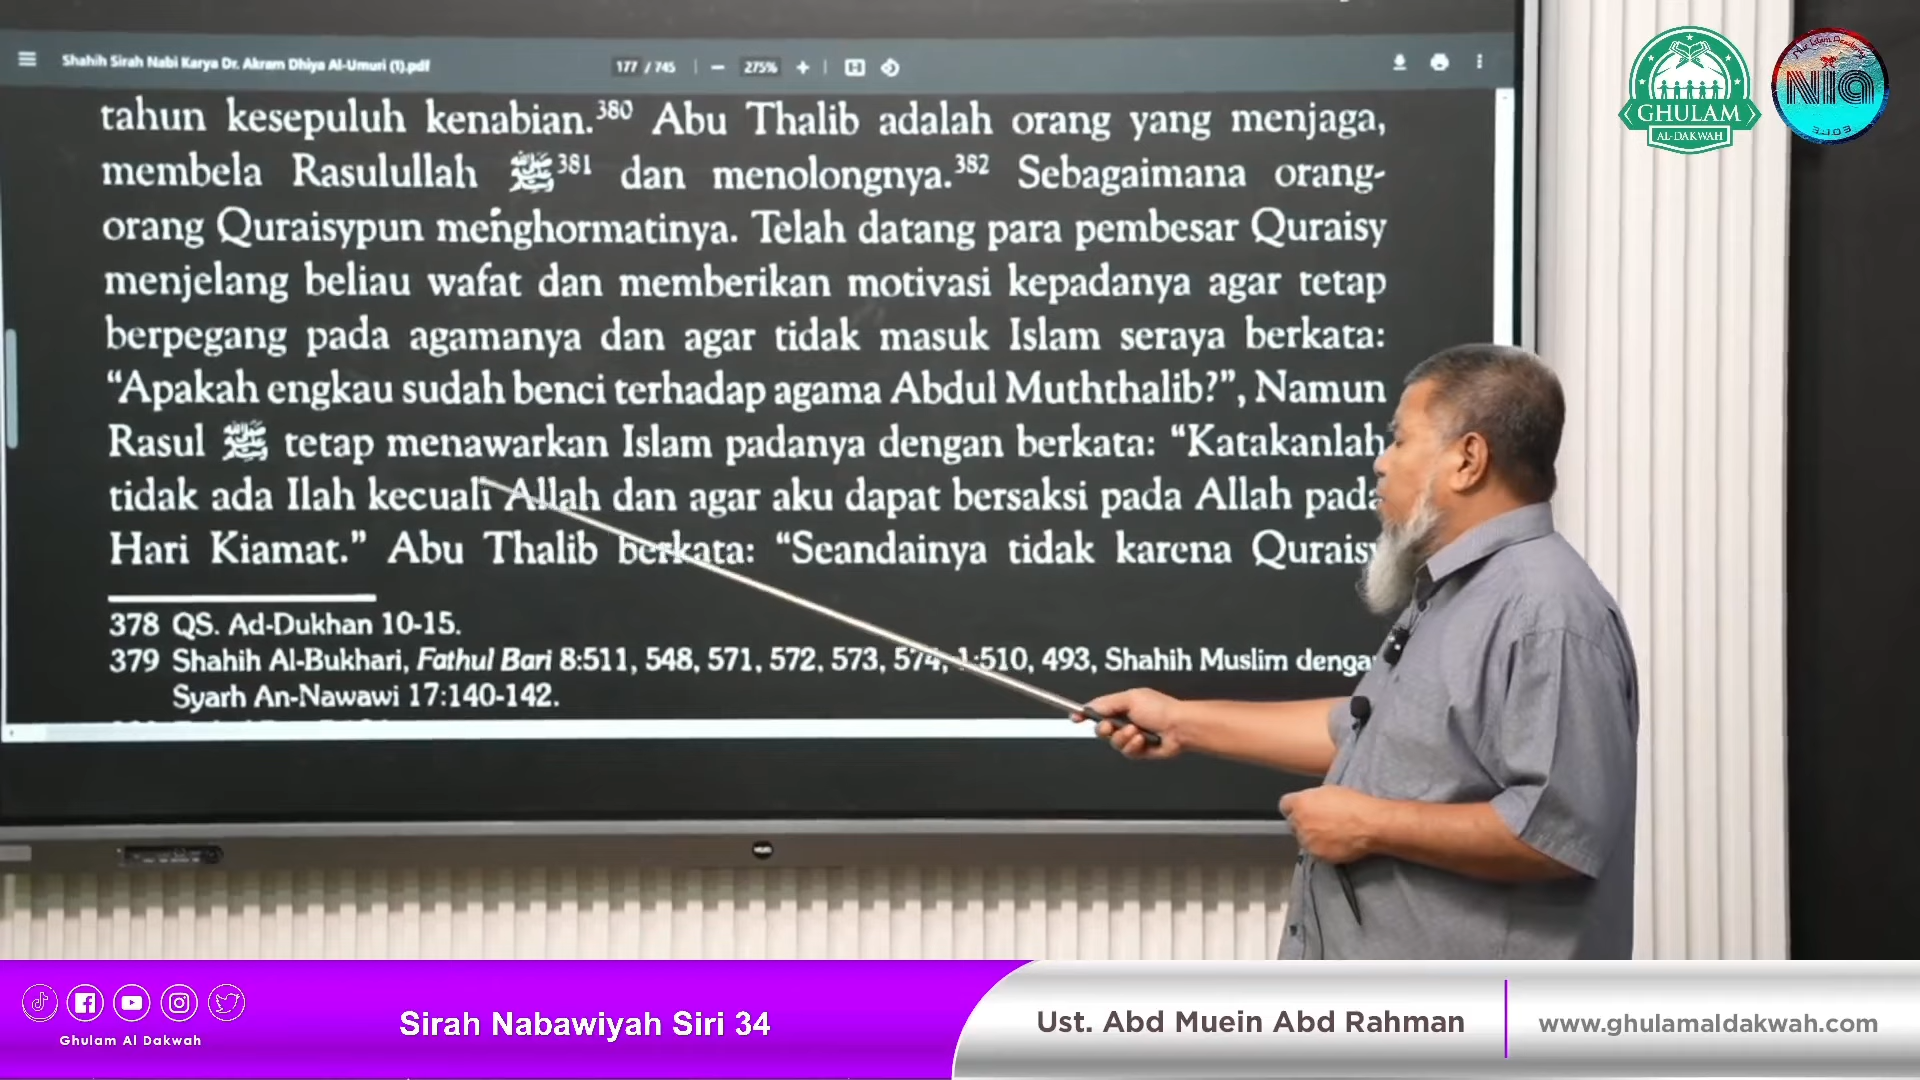 Shahih Sirah Nabi Karya Dr. Akram Dhiya Al-Umuri (1).pdf
177 / 745
275%
tahun kesepuluh kenabian.380 Abu Thalib adalah orang yang menjaga,
membela Rasulullah ﷺ381 dan menolongnya.382 Sebagaimana orang-
orang Quraisypun menghormatinya. Telah datang para pembesar Quraisy
menjelang beliau wafat dan memberikan motivasi kepadanya agar tetap
berpegang pada agamanya dan agar tidak masuk Islam seraya berkata:
“Apakah engkau sudah benci terhadap agama Abdul Muththalib?”, Namun
Rasul ﷺ tetap menawarkan Islam padanya dengan berkata: “Katakanlah
tidak ada Ilah kecuali Allah dan agar aku dapat bersaksi pada Allah pada
Hari Kiamat.” Abu Thalib berkata: “Seandainya tidak karena Quraisy
378 QS. Ad-Dukhan 10-15.
379 Shahih Al-Bukhari, Fathul Bari 8:511, 548, 571, 572, 573, 574, 1:510, 493, Shahih Muslim denga
Syarh An-Nawawi 17:140-142.
GHULAM
AL-DAKWAH
NIA
Ghulam Al Dakwah
Sirah Nabawiyah Siri 34
Ust. Abd Muein Abd Rahman
www.ghulamaldakwah.com